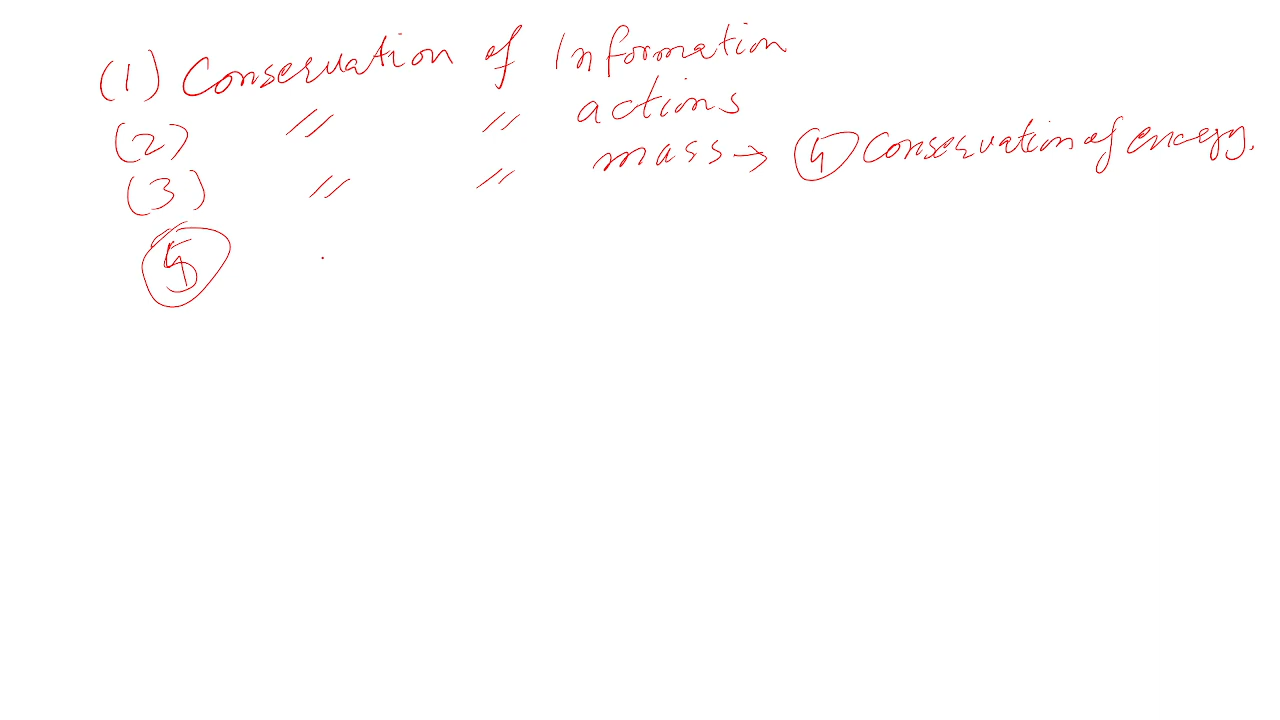 (1) Conservation of Information
(2) " " actions
(3) " " mass → (4) Conservation of energy.
(5)